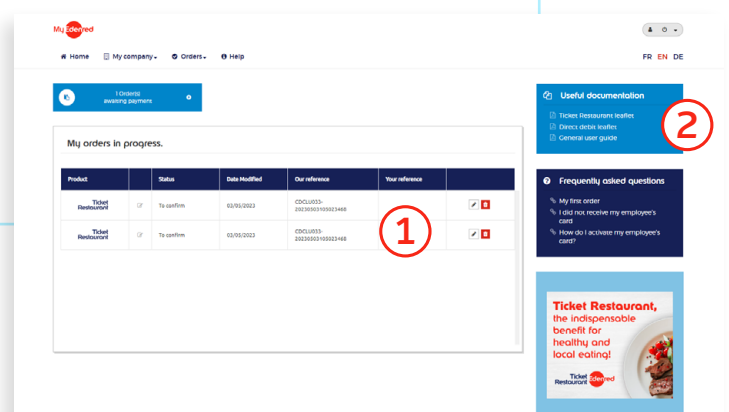 My Edenred
Home My company Orders Help
FR EN DE
1 Order(s)
awaiting payment
Useful documentation
Ticket Restaurant leaflet
Direct debit leaflet
General user guide
2
My orders in progress.
Product Status Date Modified Our reference Your reference
Ticket Restaurant To confirm 03/05/2023 CDCLU033-
20230503105023468
Ticket Restaurant To confirm 03/05/2023 CDCLU033-
20230503105023468
1
Frequently asked questions
My first order
I did not receive my employee's
card
How do I activate my employee's
card?
Ticket Restaurant,
the indispensable
benefit for
healthy and
local eating!
Ticket
Restaurant Edenred